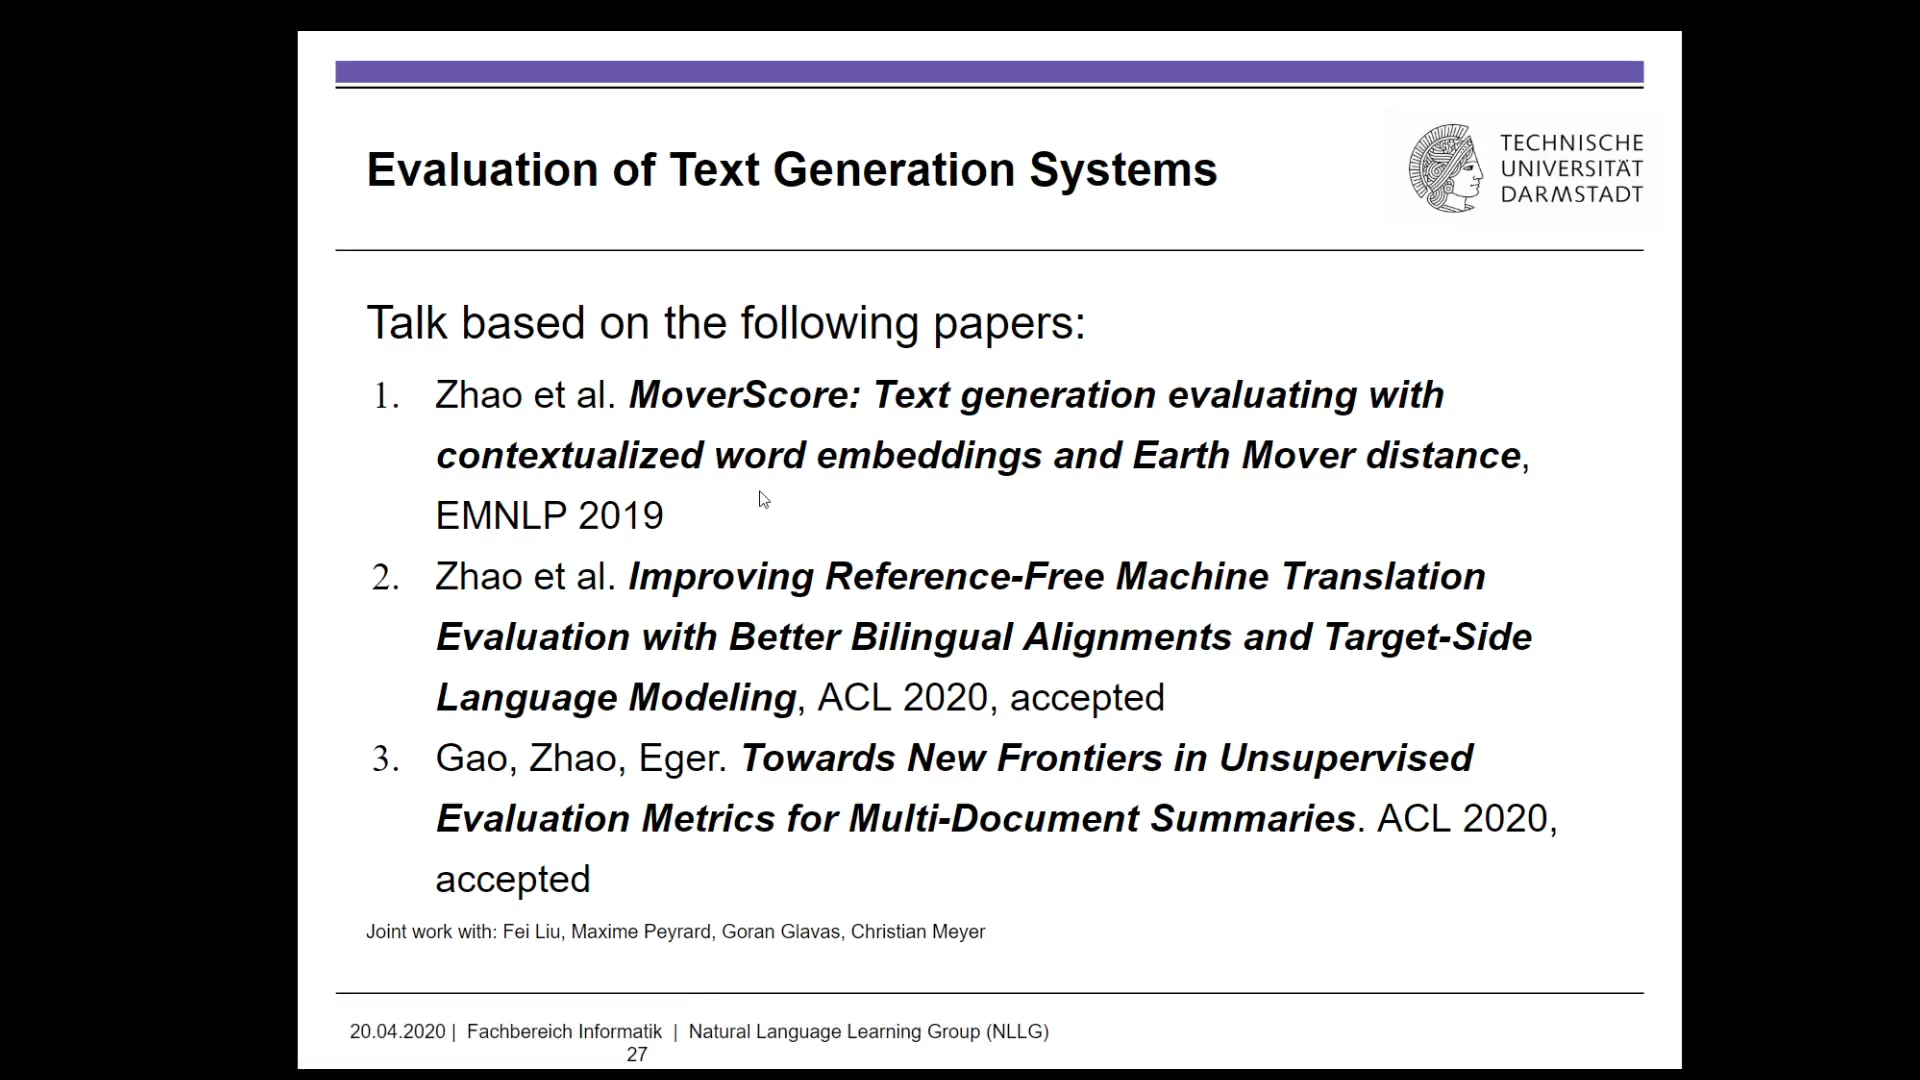 Evaluation of Text Generation Systems
TECHNISCHE
UNIVERSITÄT
DARMSTADT
Talk based on the following papers:
1. Zhao et al. MoverScore: Text generation evaluating with
contextualized word embeddings and Earth Mover distance,
EMNLP 2019
2. Zhao et al. Improving Reference-Free Machine Translation
Evaluation with Better Bilingual Alignments and Target-Side
Language Modeling, ACL 2020, accepted
3. Gao, Zhao, Eger. Towards New Frontiers in Unsupervised
Evaluation Metrics for Multi-Document Summaries. ACL 2020,
accepted
Joint work with: Fei Liu, Maxime Peyrard, Goran Glavas, Christian Meyer
20.04.2020 | Fachbereich Informatik | Natural Language Learning Group (NLLG)
27